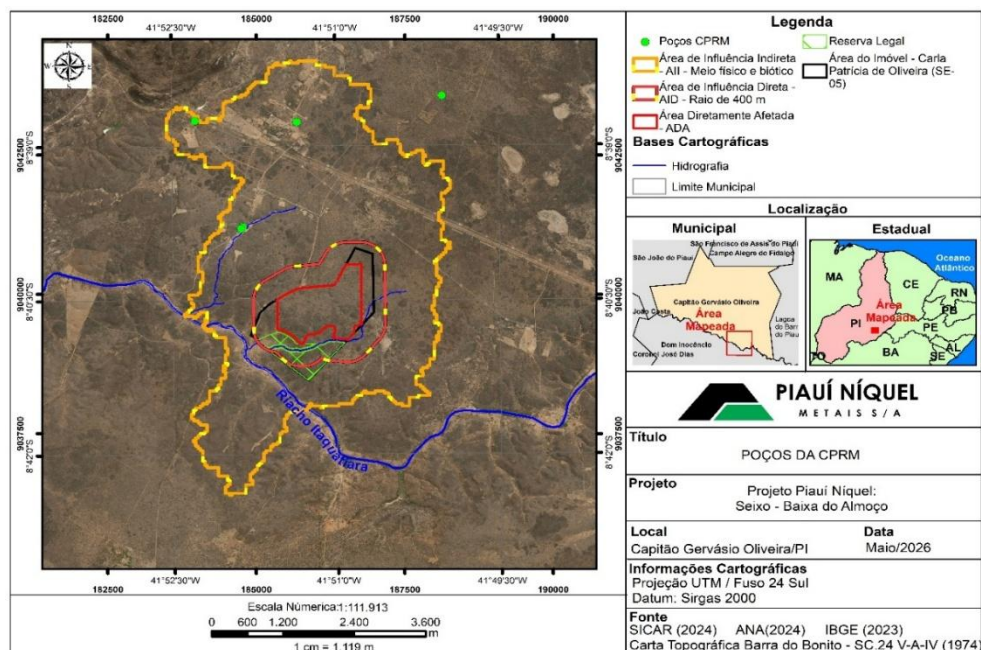 182500 185000 187500 190000
41°52'30"W 41°51'0"W 41°49'30"W
N
W E
S
9042500
8°39'0"S
9040000
8°40'30"S
9037500
8°42'0"S
8°39'0"S
9042500
8°40'30"S
9040000
8°42'0"S
9037500
Riacho Itaquatiara
41°52'30"W 41°51'0"W 41°49'30"W
182500 185000 187500 190000
Escala Númerica:1:111.913
0 600 1.200 2.400 3.600
m
1 cm = 1.119 m
Legenda
Poços CPRM
Área de Influência Indireta
- AII - Meio físico e biótico
Área de Influência Direta -
AID - Raio de 400 m
Área Diretamente Afetada
- ADA
Reserva Legal
Área do Imóvel - Carla
Patrícia de Oliveira (SE-
05)
Bases Cartográficas
Hidrografia
Limite Municipal
Localização
Municipal
São Francisco de Assis do Piauí
São João do Piauí
Campo Alegre do Fidalgo
Capitão Gervásio Oliveira
João Costa
Área
Mapeada
Lagoa
do Barro
do Piauí
Dom Inocêncio
Coronel José Dias
Estadual
Oceano
Atlântico
MA
CE
RN
Área
Mapeada
PB
PI
PE
TO
BA
AL
SE
PIAUÍ NÍQUEL
METAIS S/A
Título
POÇOS DA CPRM
Projeto
Projeto Piauí Níquel:
Seixo - Baixa do Almoço
Local
Capitão Gervásio Oliveira/PI
Data
Maio/2026
Informações Cartográficas
Projeção UTM / Fuso 24 Sul
Datum: Sirgas 2000
Fonte
SICAR (2024) ANA(2024) IBGE (2023)
Carta Topográfica Barra do Bonito - SC.24 V-A-IV (1974)